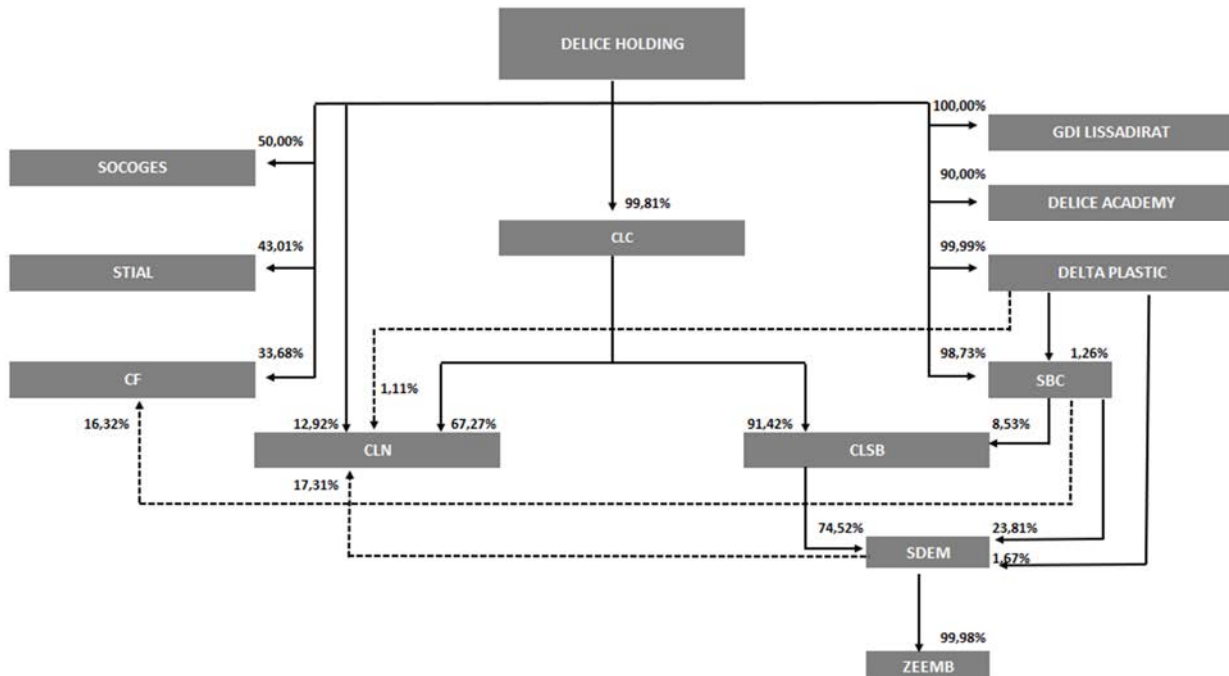 DELICE HOLDING
100,00%
GDI LISSADIRAT
50,00%
SOCOGES
90,00%
DELICE ACADEMY
99,81%
CLC
43,01%
STIAL
99,99%
DELTA PLASTIC
33,68%
CF
98,73%
1,26%
SBC
1,11%
16,32%
12,92%
67,27%
CLN
91,42%
8,53%
CLSB
17,31%
74,52%
23,81%
SDEM
1,67%
99,98%
ZEEMB